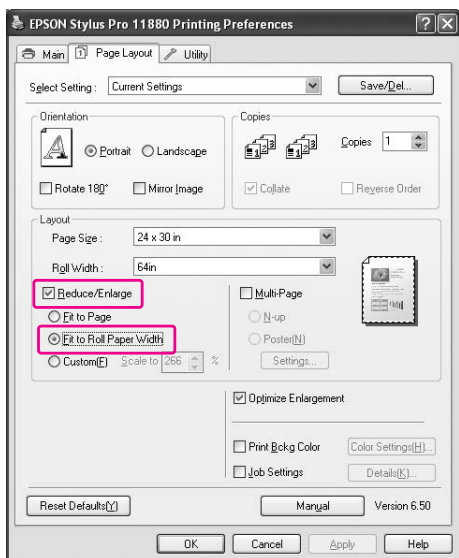 EPSON Stylus Pro 11880 Printing Preferences
Main Page Layout Utility
Select Setting : Current Settings Save/Del...
Orientation Copies
A Portrait Landscape Copies 1
Rotate 180° Mirror Image Collate Reverse Order
Layout
Page Size : 24 x 30 in
Roll Width : 64in
Reduce/Enlarge Multi-Page
Fit to Page N-up
Fit to Roll Paper Width Poster(N)
Custom(F) Scale to 266 % Settings...
Optimize Enlargement
Print Bckg Color Color Settings(H)...
Job Settings Details(K)...
Reset Defaults(Y) Manual Version 6.50
OK Cancel Apply Help